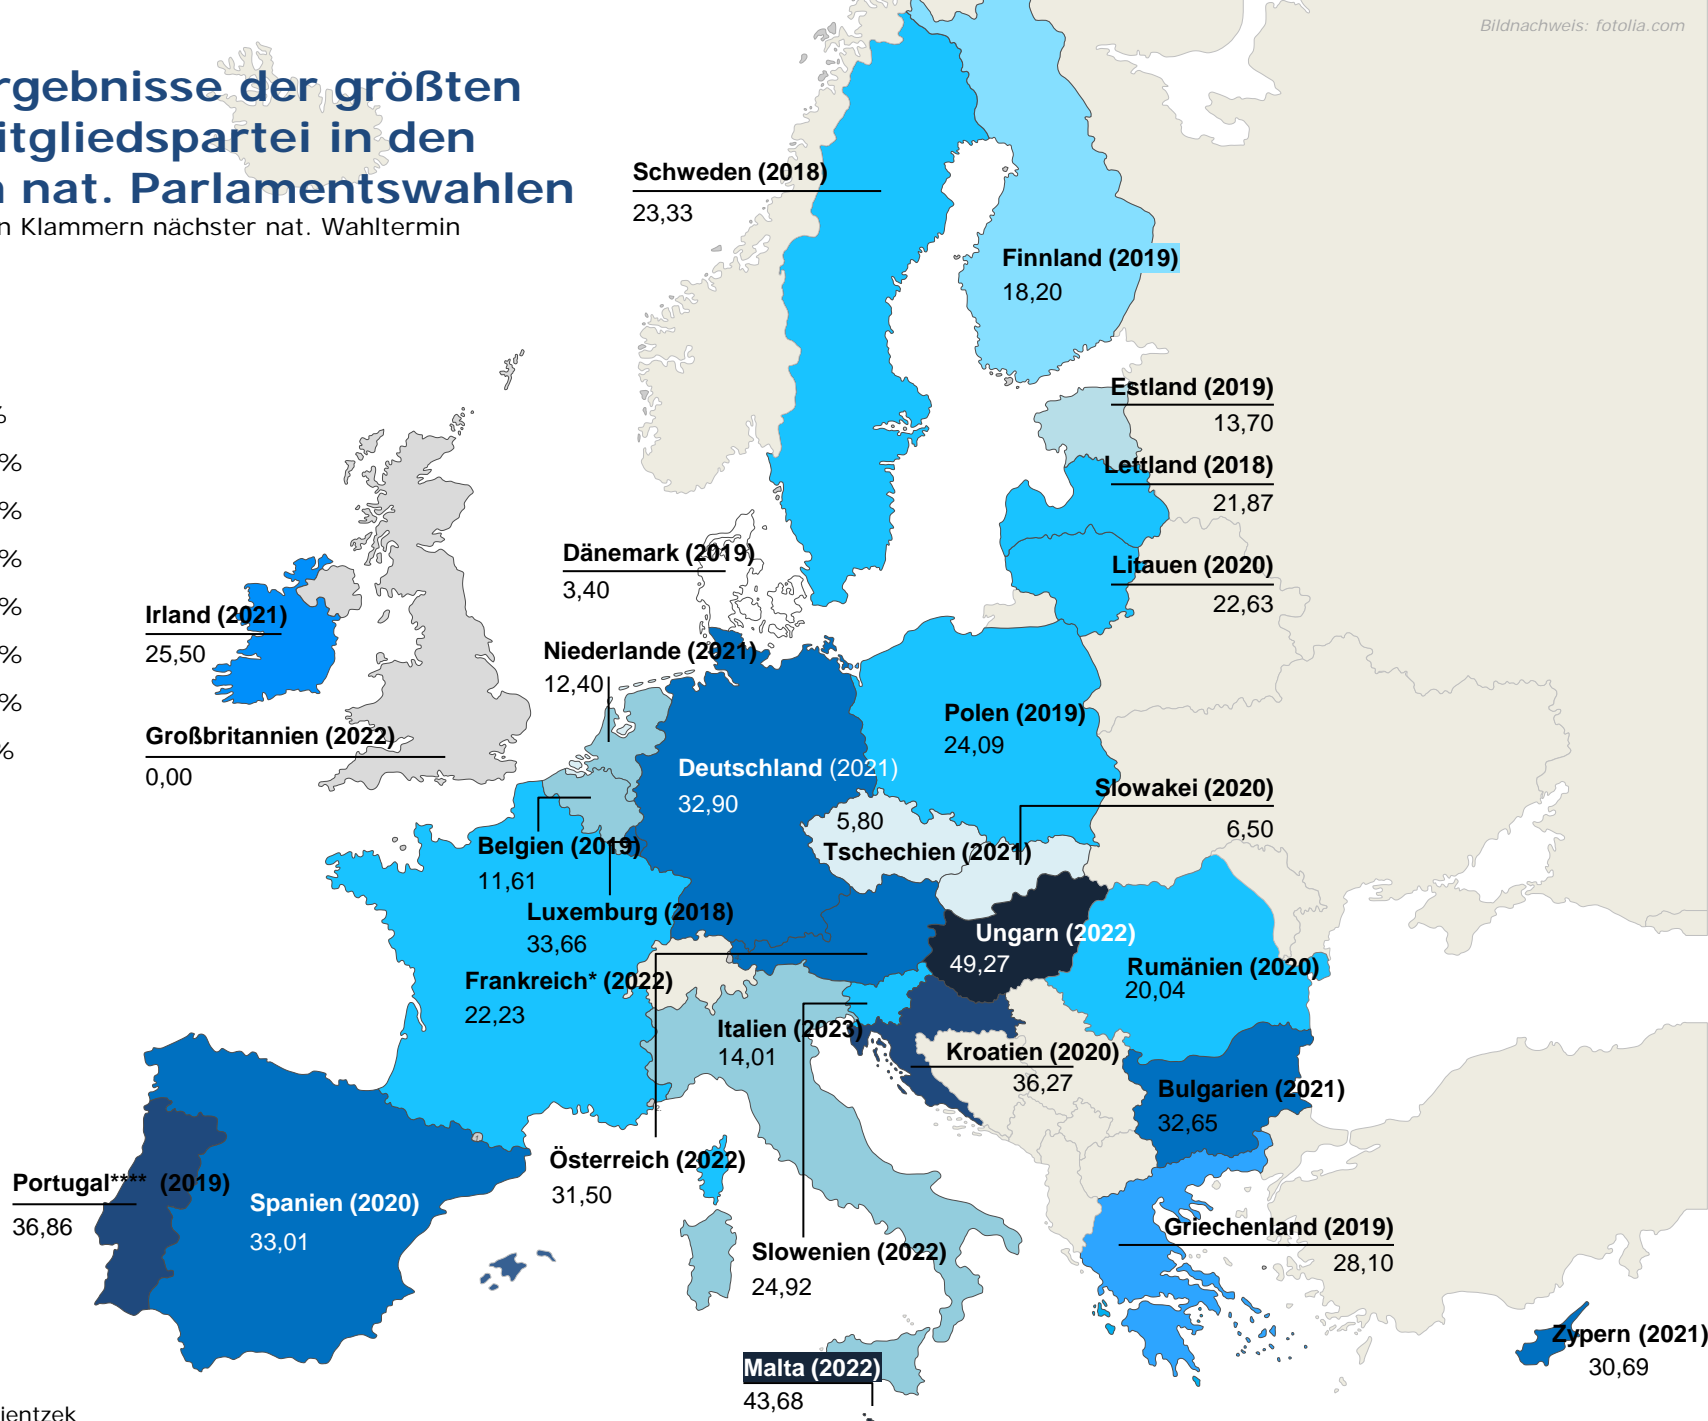 Bildnachweis: fotolia.com
rgebnisse der größten
itgliedspartei in den
nat. Parlamentswahlen
n Klammern nächster nat. Wahltermin
Schweden (2018)
23,33
Finnland (2019)
18,20
Estland (2019)
13,70
%
Lettland (2018)
%
21,87
%
Dänemark (2019)
%
3,40
Litauen (2020)
22,63
%
Irland (2021)
25,50
Niederlande (2021)
%
12,40
%
Polen (2019)
24,09
Großbritannien (2022)
%
0,00
Deutschland (2021)
32,90
Slowakei (2020)
6,50
5,80
Tschechien (2021)
Belgien (2019)
11,61
Luxemburg (2018)
33,66
Ungarn (2022)
49,27
Rumänien (2020)
20,04
Frankreich* (2022)
22,23
Italien (2023)
14,01
Kroatien (2020)
36,27
Bulgarien (2021)
32,65
Österreich (2022)
31,50
Portugal**** (2019)
36,86
Spanien (2020)
33,01
Slowenien (2022)
24,92
Griechenland (2019)
28,10
Zypern (2021)
30,69
Malta (2022)
43,68
ientzek